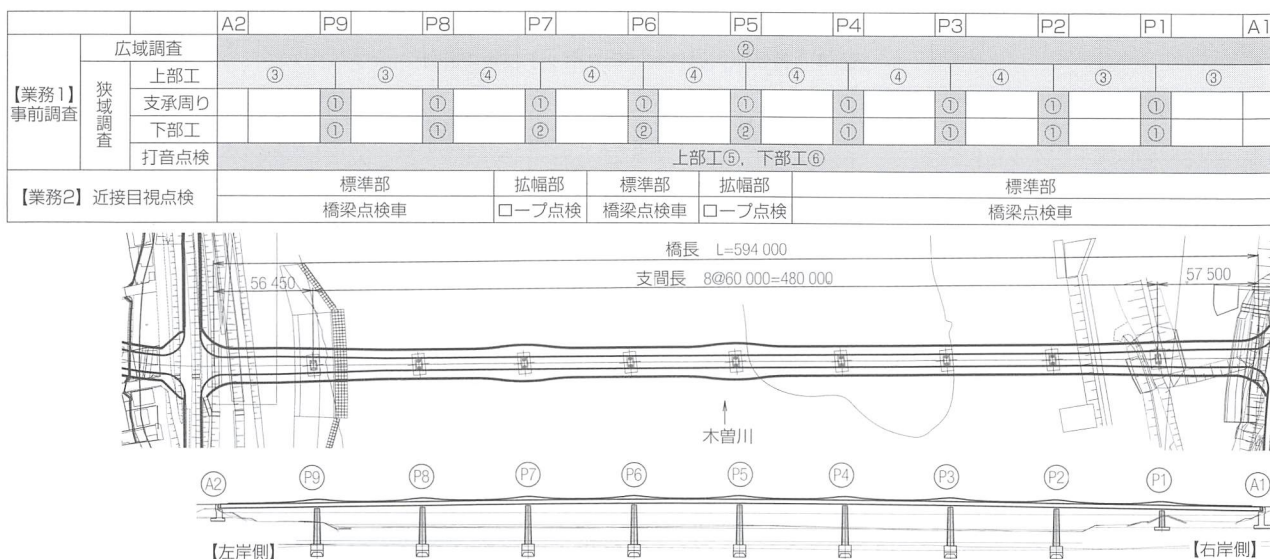 A2 P9 P8 P7 P6 P5 P4 P3 P2 P1 A1
【業務1】事前調査
広域調査 ②
狭域調査
上部工 ③ ③ ④ ④ ④ ④ ④ ④ ③ ③
支承周り ① ① ① ① ① ① ① ① ①
下部工 ① ① ② ② ② ① ① ① ①
打音点検 上部工⑤,下部工⑥
【業務2】近接目視点検
標準部 拡幅部 標準部 拡幅部 標準部
橋梁点検車 ロープ点検 橋梁点検車 ロープ点検 橋梁点検車
橋長 L=594 000
56 450 支間長 8@60 000=480 000 57 500
木曽川
A2 P9 P8 P7 P6 P5 P4 P3 P2 P1 A1
【左岸側】 【右岸側】